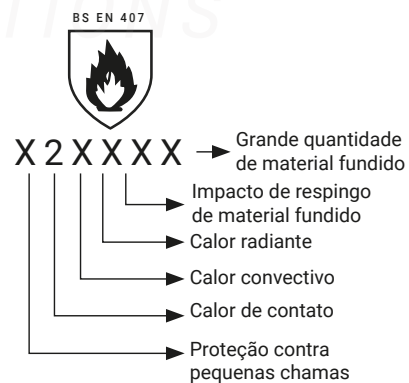 BS EN 407
X 2 X X X X
Grande quantidade
de material fundido
Impacto de respingo
de material fundido
Calor radiante
Calor convectivo
Calor de contato
Proteção contra
pequenas chamas